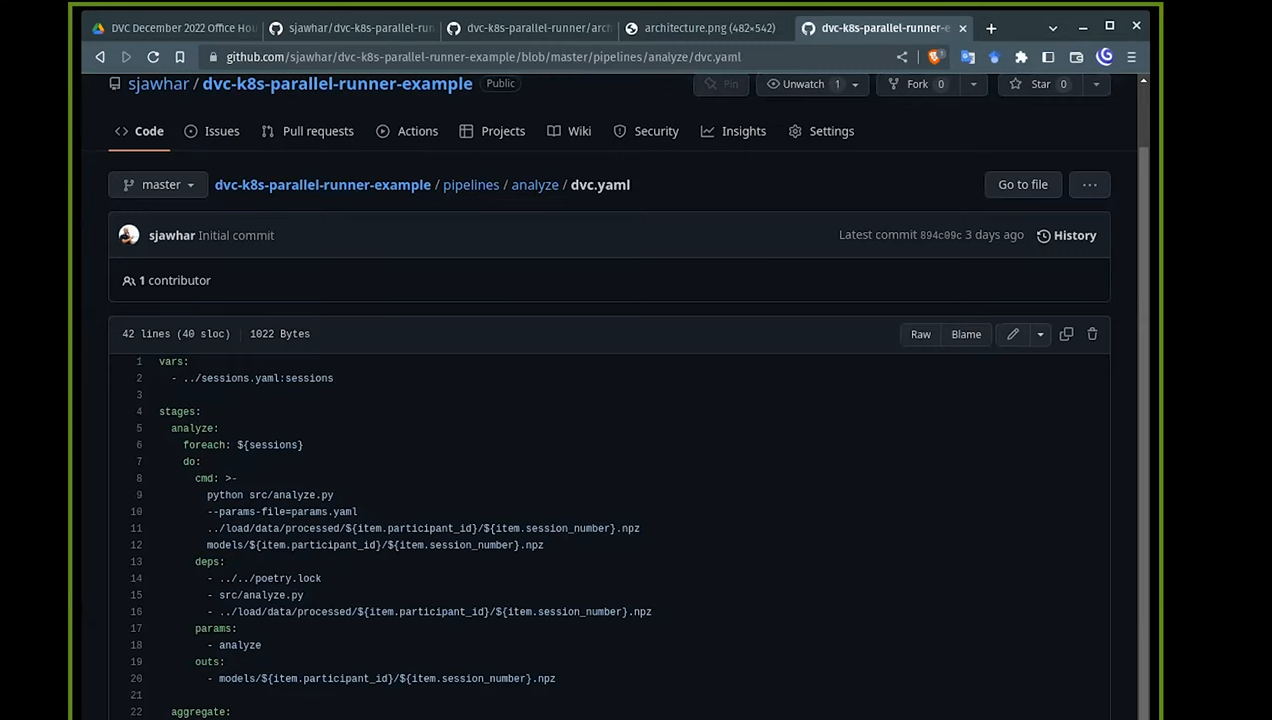 DVC December 2022 Office Hou
sjawhar/dvc-k8s-parallel-run
dvc-k8s-parallel-runner/arch
architecture.png (482×542)
dvc-k8s-parallel-runner-e
github.com/sjawhar/dvc-k8s-parallel-runner-example/blob/master/pipelines/analyze/dvc.yaml
sjawhar / dvc-k8s-parallel-runner-example Public
Pin
Unwatch 1
Fork 0
Star 0
Code Issues Pull requests Actions Projects Wiki Security Insights Settings
master dvc-k8s-parallel-runner-example / pipelines / analyze / dvc.yaml Go to file ...
sjawhar Initial commit Latest commit 894c09c 3 days ago History
1 contributor
42 lines (40 sloc) | 1022 Bytes Raw Blame
1 vars:
2 - ../sessions.yaml:sessions
3
4 stages:
5 analyze:
6 foreach: ${sessions}
7 do:
8 cmd: >-
9 python src/analyze.py
10 --params-file=params.yaml
11 ../load/data/processed/${item.participant_id}/${item.session_number}.npz
12 models/${item.participant_id}/${item.session_number}.npz
13 deps:
14 - ../../poetry.lock
15 - src/analyze.py
16 - ../load/data/processed/${item.participant_id}/${item.session_number}.npz
17 params:
18 - analyze
19 outs:
20 - models/${item.participant_id}/${item.session_number}.npz
21
22 aggregate: